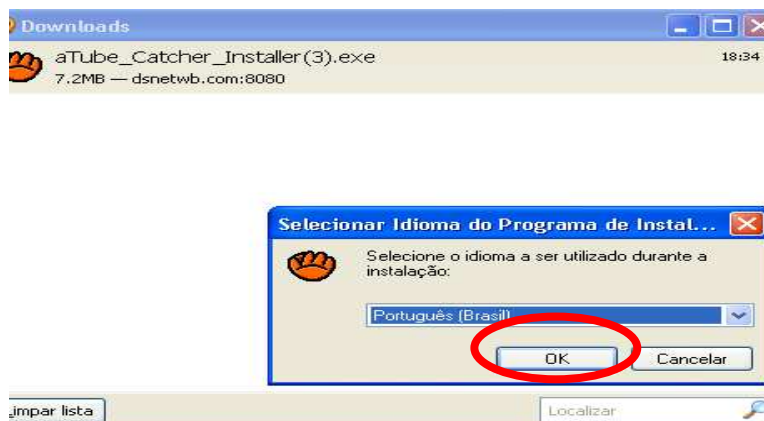 Downloads
aTube_Catcher_Installer(3).exe
18:34
7.2MB — dsnetwb.com:8080
Selecionar Idioma do Programa de Instal...
Selecione o idioma a ser utilizado durante a
instalação:
Português (Brasil)
OK
Cancelar
impar lista
Localizar